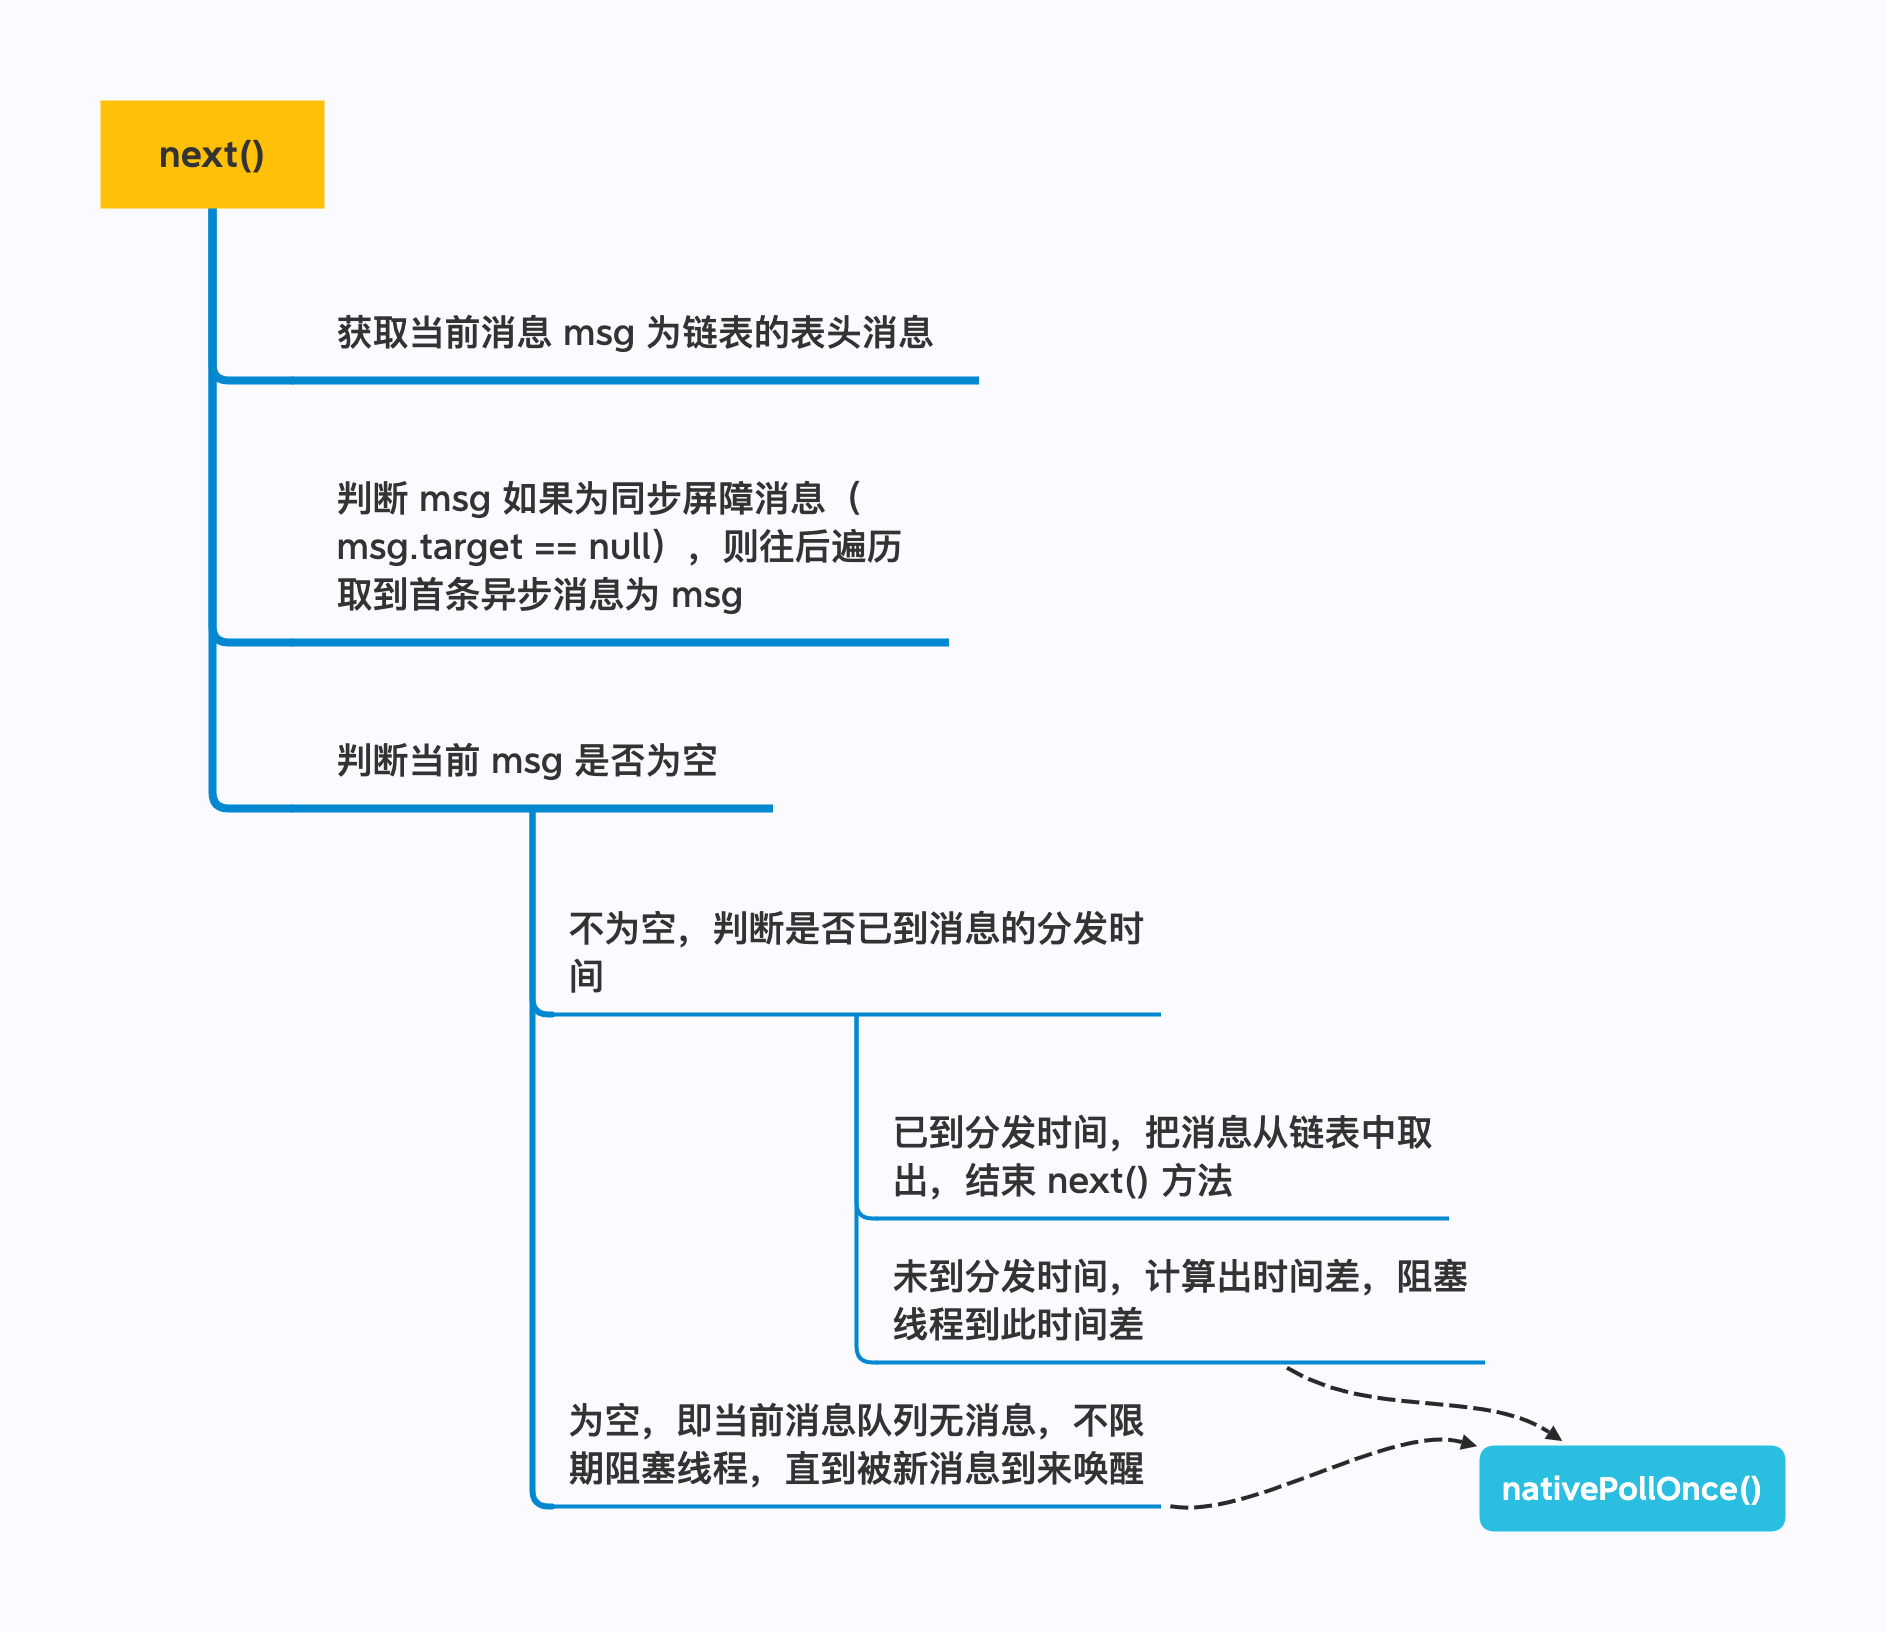 next()
获取当前消息 msg 为链表的表头消息
判断 msg 如果为同步屏障消息（
msg.target == null），则往后遍历
取到首条异步消息为 msg
判断当前 msg 是否为空
不为空，判断是否已到消息的分发时
间
已到分发时间，把消息从链表中取
出，结束 next() 方法
未到分发时间，计算出时间差，阻塞
线程到此时间差
为空，即当前消息队列无消息，不限
期阻塞线程，直到被新消息到来唤醒
nativePollOnce()